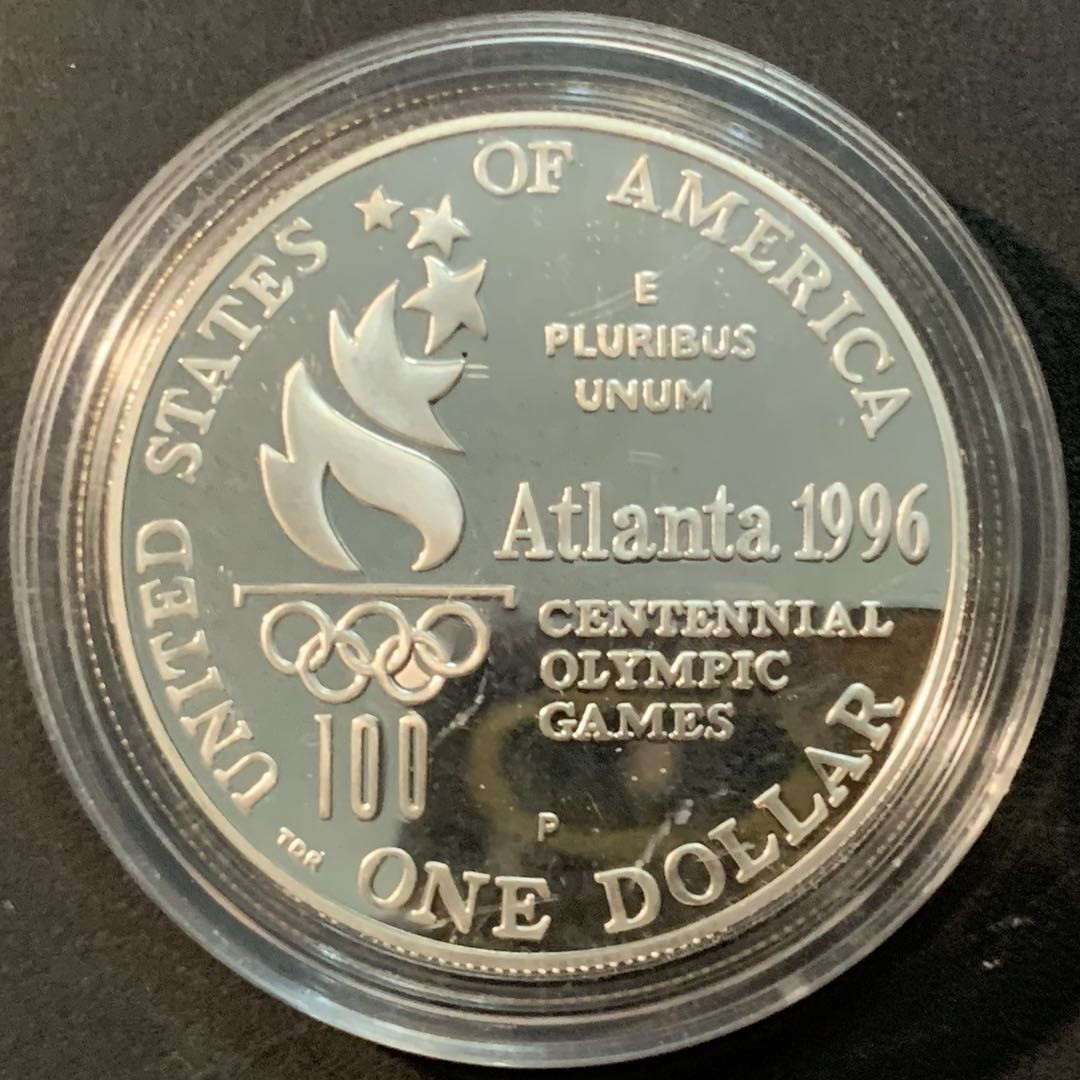 UNITED STATES OF AMERICA
E
PLURIBUS
UNUM
Atlanta 1996
CENTENNIAL
OLYMPIC
GAMES
100
P
TDR
ONE DOLLAR